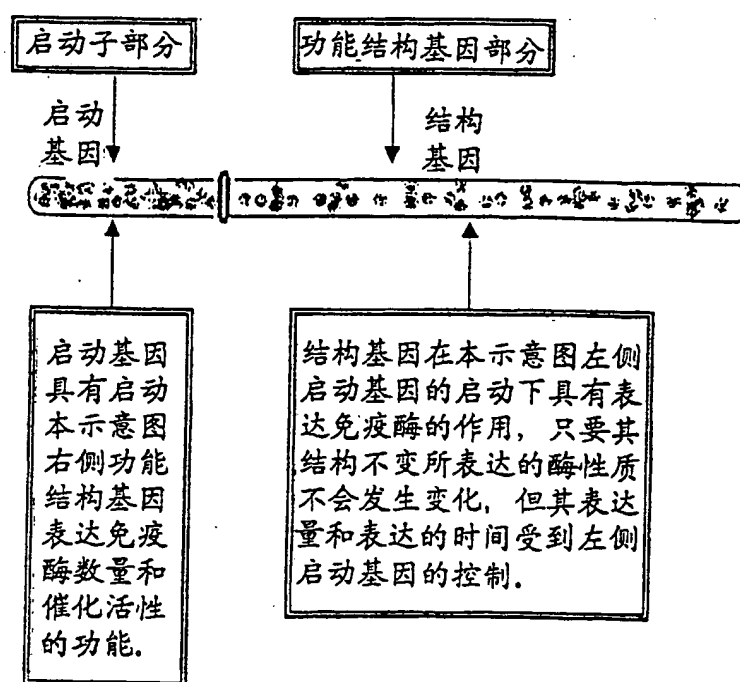 启动子部分
功能结构基因部分
启动
基因
结构
基因
启动基因
具有启动
本示意图
右侧功能
结构基因
表达免疫
酶数量和
催化活性
的功能.
结构基因在本示意图左侧
启动基因的启动下具有表
达免疫酶的作用, 只要其
结构不变所表达的酶性质
不会发生变化, 但其表达
量和表达的时间受到左侧
启动基因的控制.